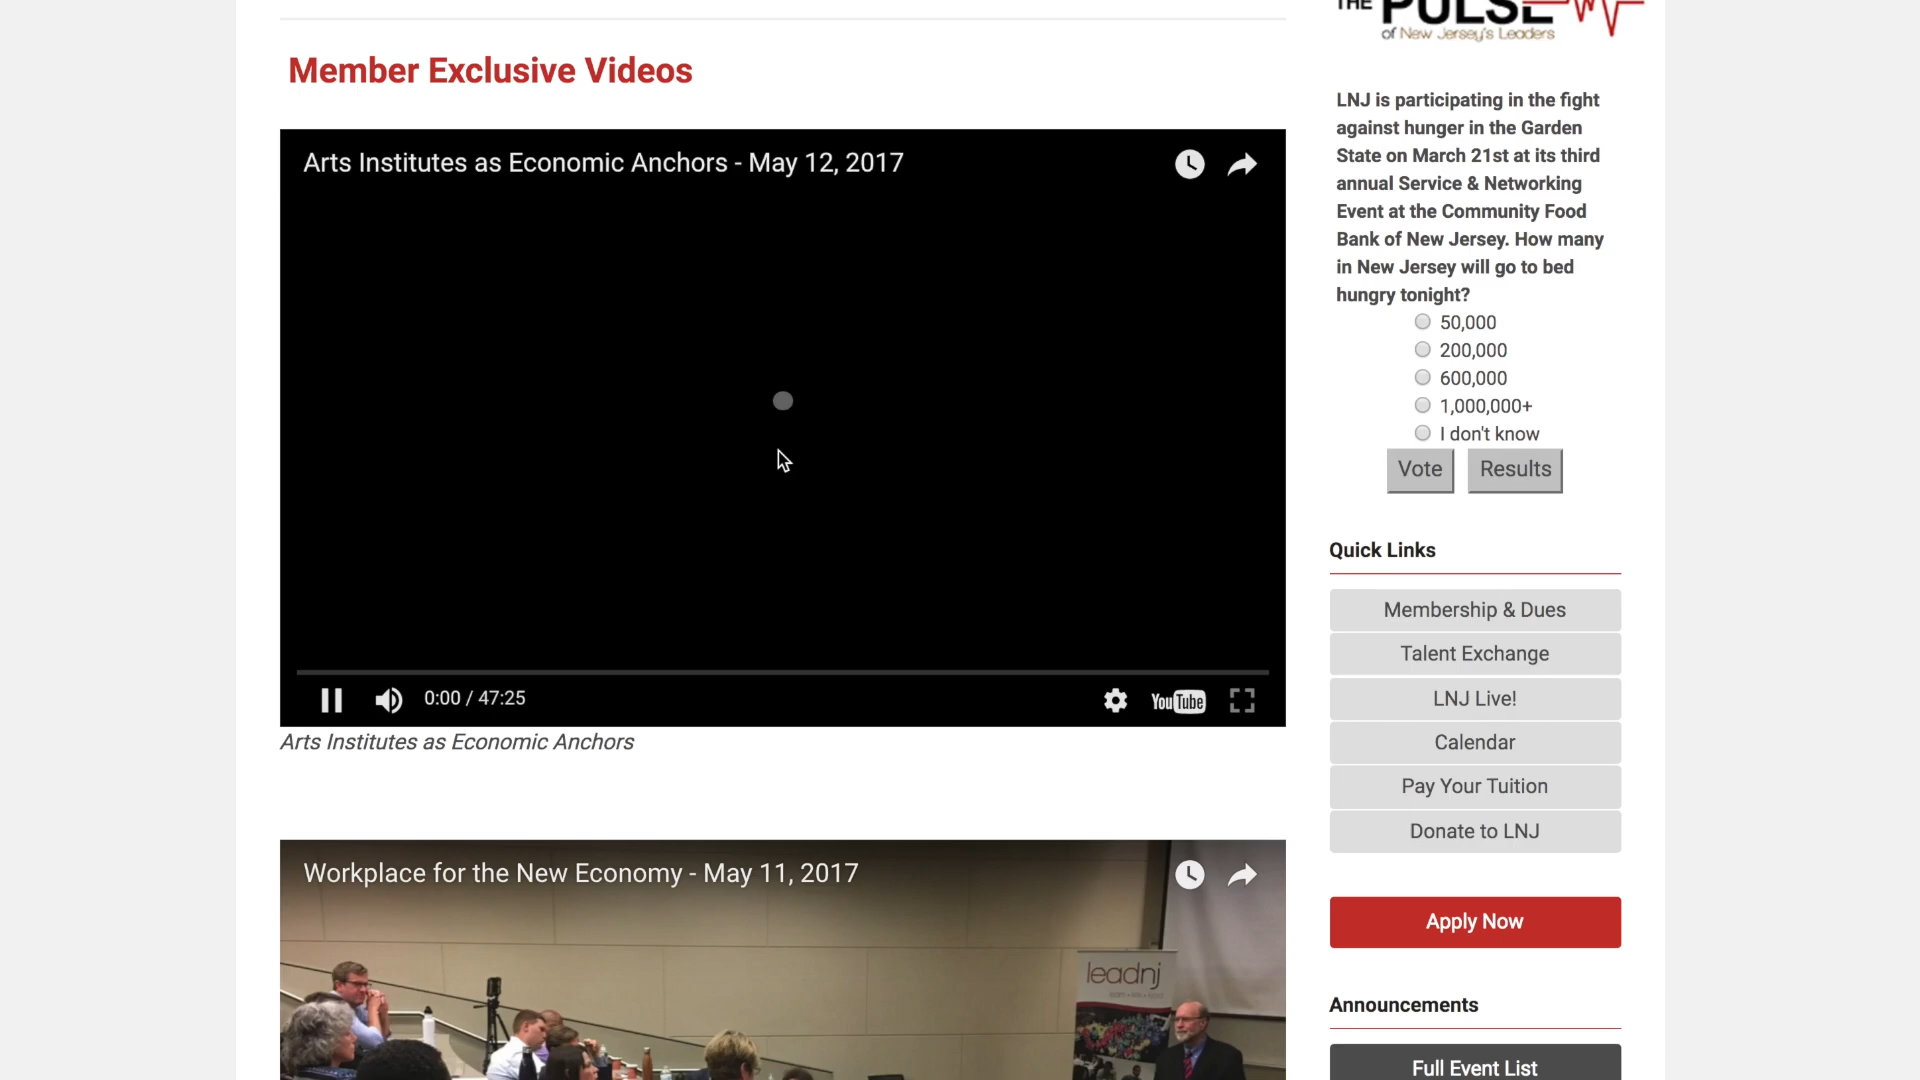 THE PULSE
of New Jersey's Leaders
Member Exclusive Videos
Arts Institutes as Economic Anchors - May 12, 2017
0:00 / 47:25
YouTube
Arts Institutes as Economic Anchors
Workplace for the New Economy - May 11, 2017
leadnj
LNJ is participating in the fight
against hunger in the Garden
State on March 21st at its third
annual Service & Networking
Event at the Community Food
Bank of New Jersey. How many
in New Jersey will go to bed
hungry tonight?
50,000
200,000
600,000
1,000,000+
I don't know
Vote Results
Quick Links
Membership & Dues
Talent Exchange
LNJ Live!
Calendar
Pay Your Tuition
Donate to LNJ
Apply Now
Announcements
Full Event List